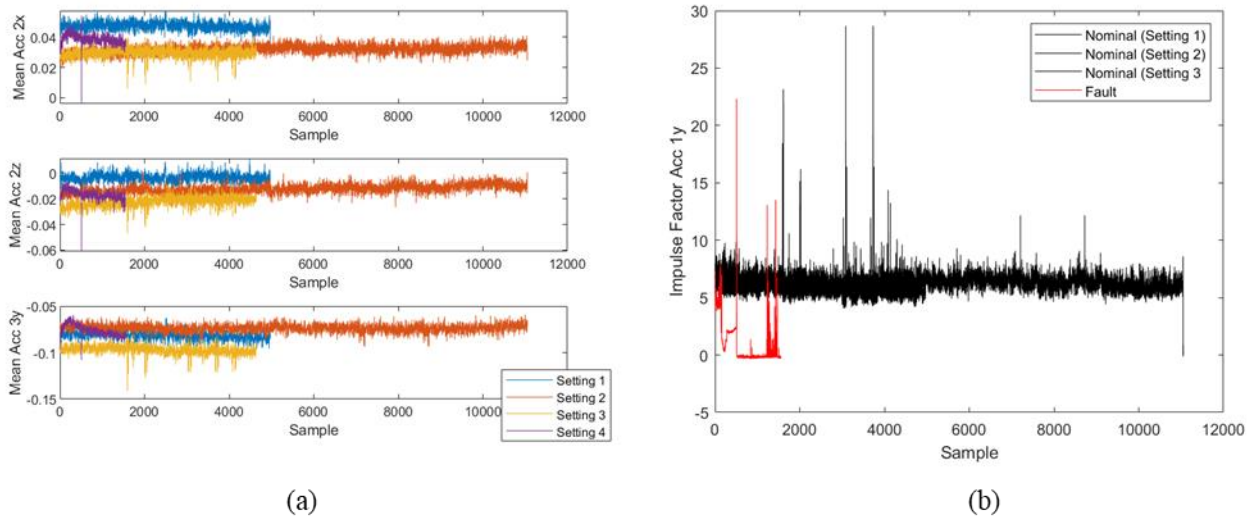 Mean Acc 2x
0.04
0.02
0
0 2000 4000 6000 8000 10000 12000
Sample
Mean Acc 2z
0
-0.02
-0.04
-0.06
0 2000 4000 6000 8000 10000 12000
Sample
Mean Acc 3y
-0.05
-0.1
-0.15
0 2000 4000 6000 8000 10000
Sample
Setting 1
Setting 2
Setting 3
Setting 4
(a)
Impulse Factor Acc 1y
30
25
20
15
10
5
0
-5
0 2000 4000 6000 8000 10000 12000
Sample
Nominal (Setting 1)
Nominal (Setting 2)
Nominal (Setting 3
Fault
(b)